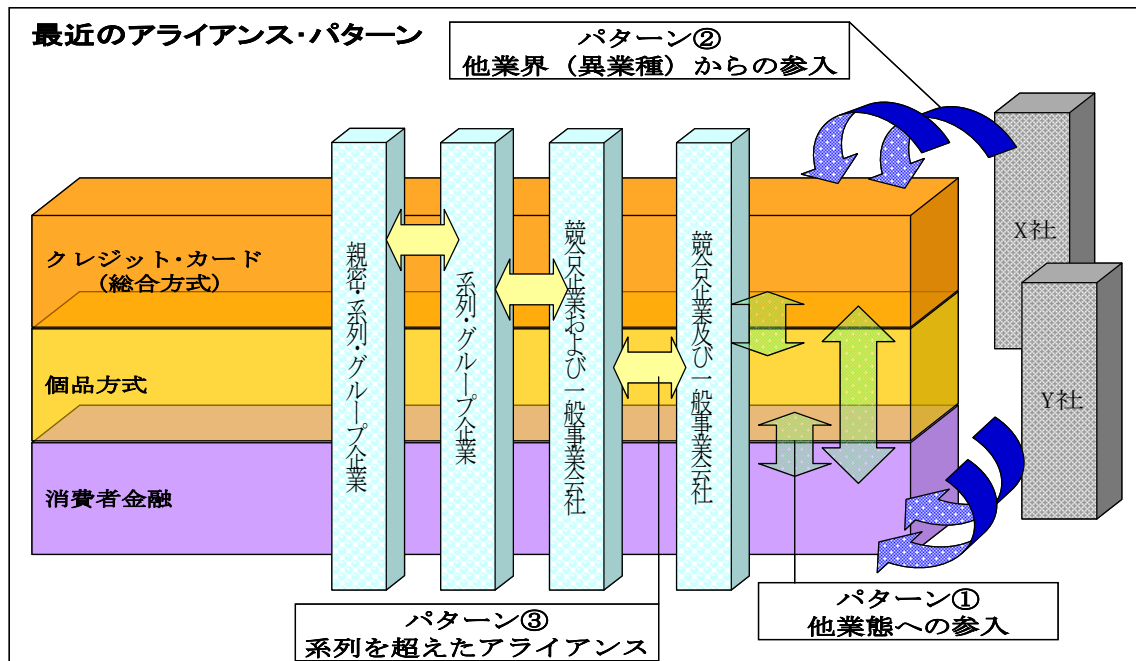 最近のアライアンス・パターン
パターン②
他業界（異業種）からの参入
クレジット・カード
（総合方式）
個品方式
消費者金融
親密・系列・グループ企業
系列・グループ企業
競合企業および一般事業会社
競合企業及び一般事業会社
X社
Y社
パターン③
系列を超えたアライアンス
パターン①
他業態への参入